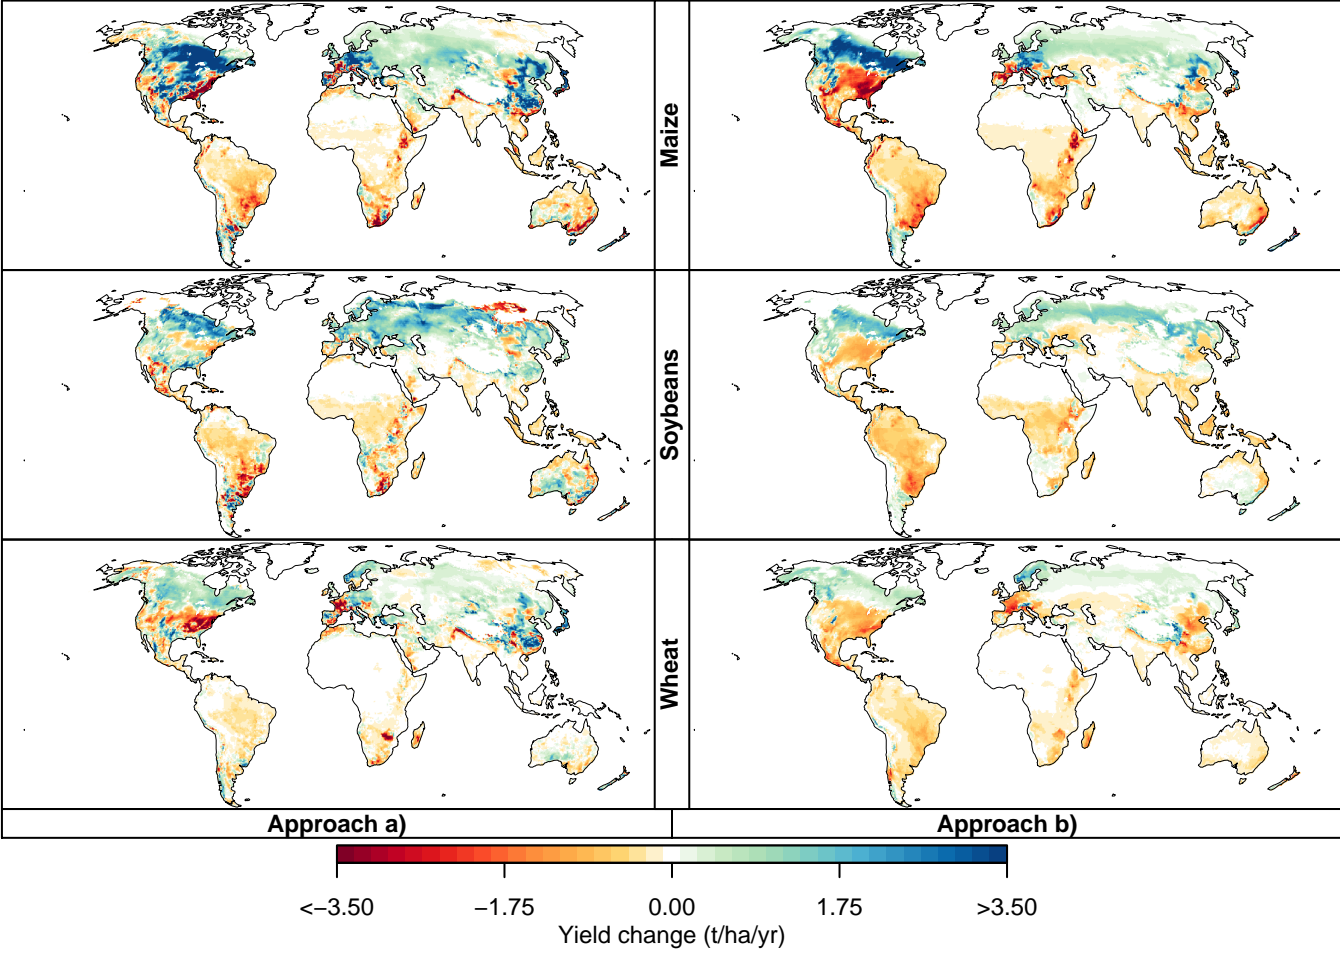 Maize
Soybeans
Wheat
Approach a)
Approach b)
<−3.50
−1.75
0.00
1.75
>3.50
Yield change (t/ha/yr)